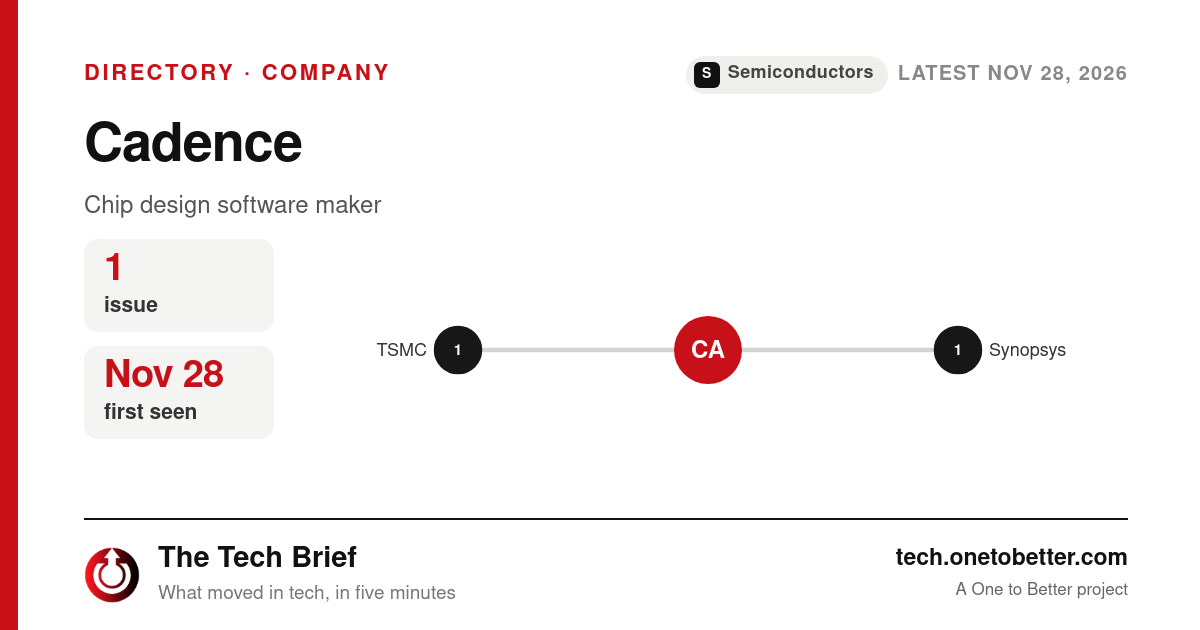 DIRECTORY · COMPANY
S Semiconductors LATEST NOV 28, 2026
Cadence
Chip design software maker
1
issue
Nov 28
first seen
TSMC 1 CA 1 Synopsys
The Tech Brief
What moved in tech, in five minutes
tech.onetobetter.com
A One to Better project